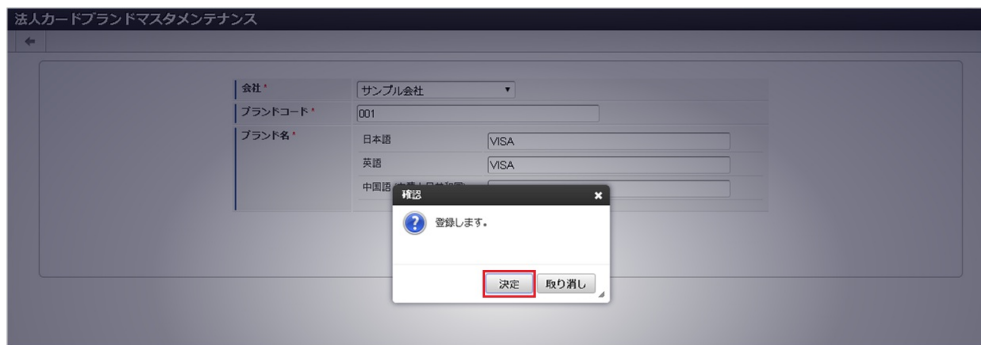 法人カードブランドマスタメンテナンス
会社*
サンプル会社
ブランドコード*
001
ブランド名*
日本語
VISA
英語
VISA
中国語
確認
登録します。
決定
取り消し